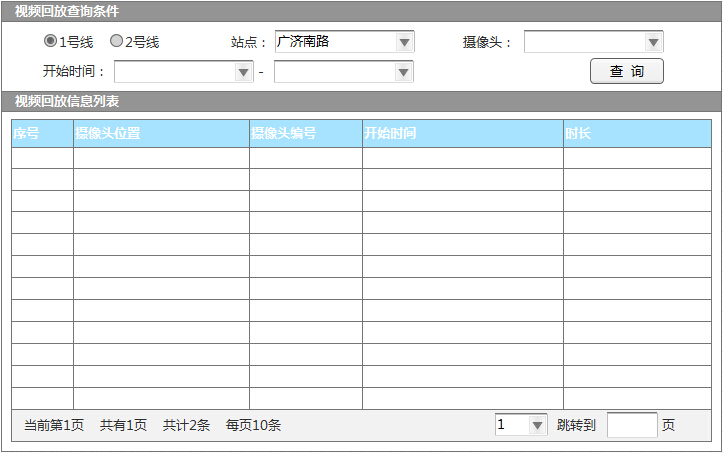 视频回放查询条件
1号线 2号线 站点： 广济南路 摄像头：
开始时间： - 查 询
视频回放信息列表
序号 摄像头位置 摄像头编号 开始时间 时长
当前第1页 共有1页 共计2条 每页10条 1 跳转到 页